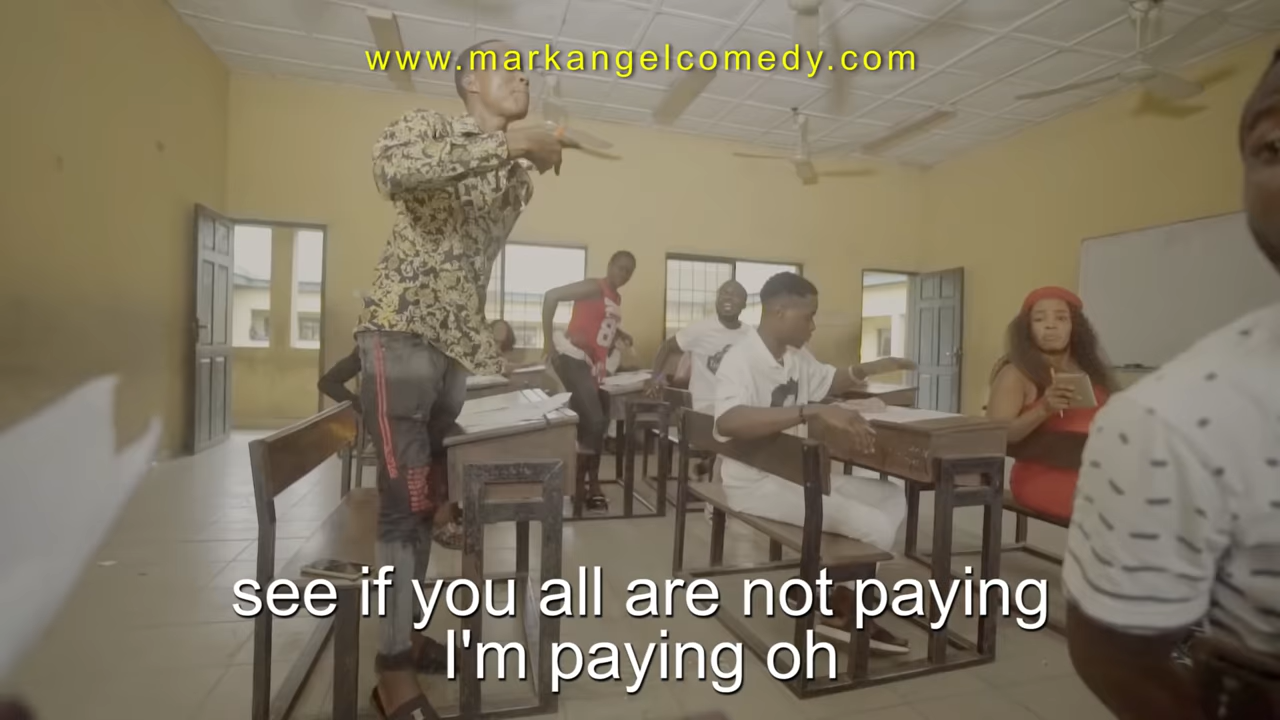 www.markangelcomedy.com
see if you all are not paying
I'm paying oh